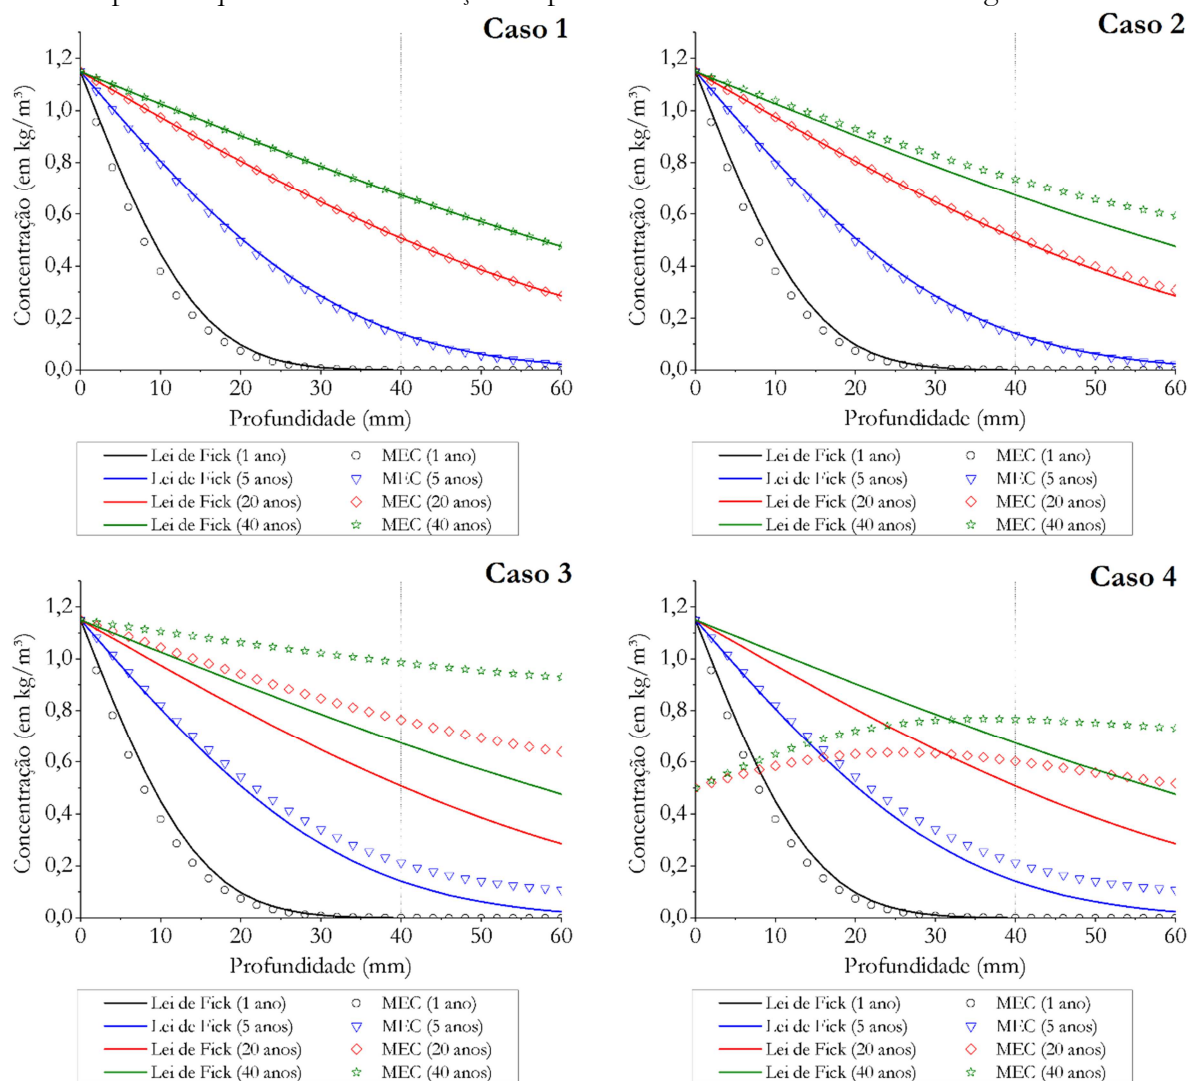 Caso 1
Concentração (em kg/m³)
1,2
1,0
0,8
0,6
0,4
0,2
0,0
0 10 20 30 40 50 60
Profundidade (mm)
Lei de Fick (1 ano) MEC (1 ano)
Lei de Fick (5 anos) MEC (5 anos)
Lei de Fick (20 anos) MEC (20 anos)
Lei de Fick (40 anos) MEC (40 anos)
Caso 2
Concentração (em kg/m³)
1,2
1,0
0,8
0,6
0,4
0,2
0,0
0 10 20 30 40 50 60
Profundidade (mm)
Lei de Fick (1 ano) MEC (1 ano)
Lei de Fick (5 anos) MEC (5 anos)
Lei de Fick (20 anos) MEC (20 anos)
Lei de Fick (40 anos) MEC (40 anos)
Caso 3
Concentração (em kg/m³)
1,2
1,0
0,8
0,6
0,4
0,2
0,0
0 10 20 30 40 50 60
Profundidade (mm)
Lei de Fick (1 ano) MEC (1 ano)
Lei de Fick (5 anos) MEC (5 anos)
Lei de Fick (20 anos) MEC (20 anos)
Lei de Fick (40 anos) MEC (40 anos)
Caso 4
Concentração (em kg/m³)
1,2
1,0
0,8
0,6
0,4
0,2
0,0
0 10 20 30 40 50 60
Profundidade (mm)
Lei de Fick (1 ano) MEC (1 ano)
Lei de Fick (5 anos) MEC (5 anos)
Lei de Fick (20 anos) MEC (20 anos)
Lei de Fick (40 anos) MEC (40 anos)